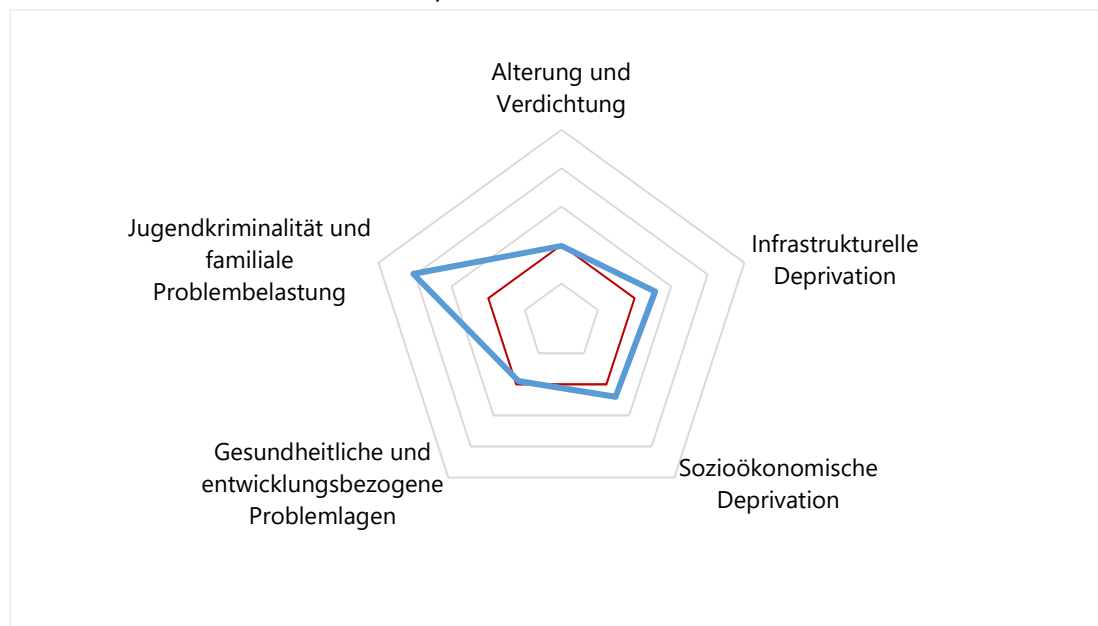 Alterung und
Verdichtung
Infrastrukturelle
Deprivation
Sozioökonomische
Deprivation
Gesundheitliche und
entwicklungsbezogene
Problemlagen
Jugendkriminalität und
familiale
Problembelastung